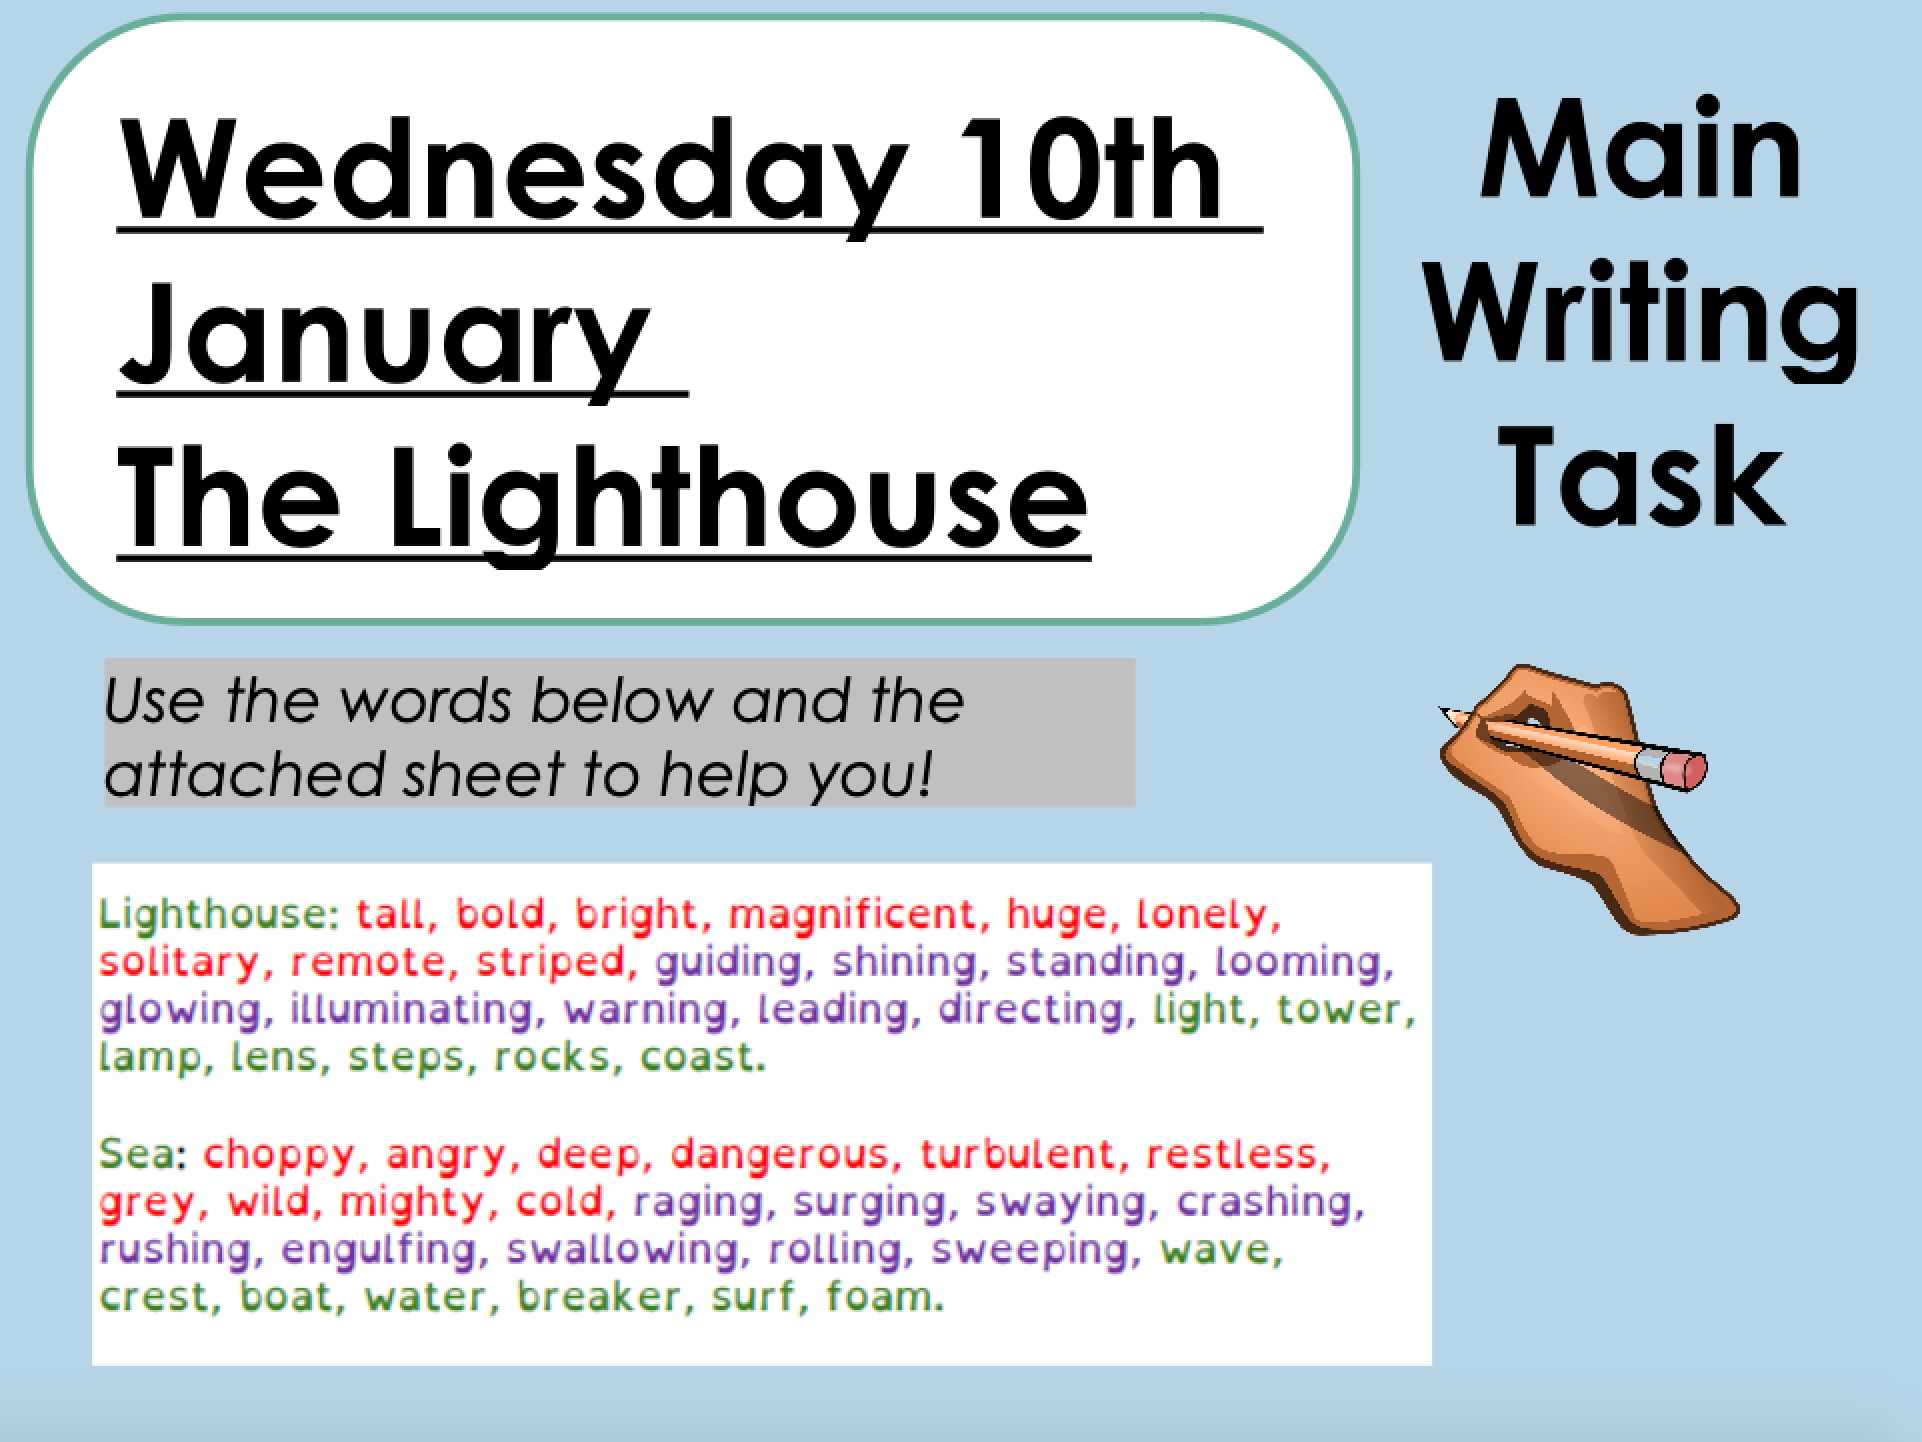 Wednesday 10th
January
The Lighthouse
Main
Writing
Task
Use the words below and the
attached sheet to help you!
Lighthouse: tall, bold, bright, magnificent, huge, lonely,
solitary, remote, striped, guiding, shining, standing, looming,
glowing, illuminating, warning, leading, directing, light, tower,
lamp, lens, steps, rocks, coast.
Sea: choppy, angry, deep, dangerous, turbulent, restless,
grey, wild, mighty, cold, raging, surging, swaying, crashing,
rushing, engulfing, swallowing, rolling, sweeping, wave,
crest, boat, water, breaker, surf, foam.